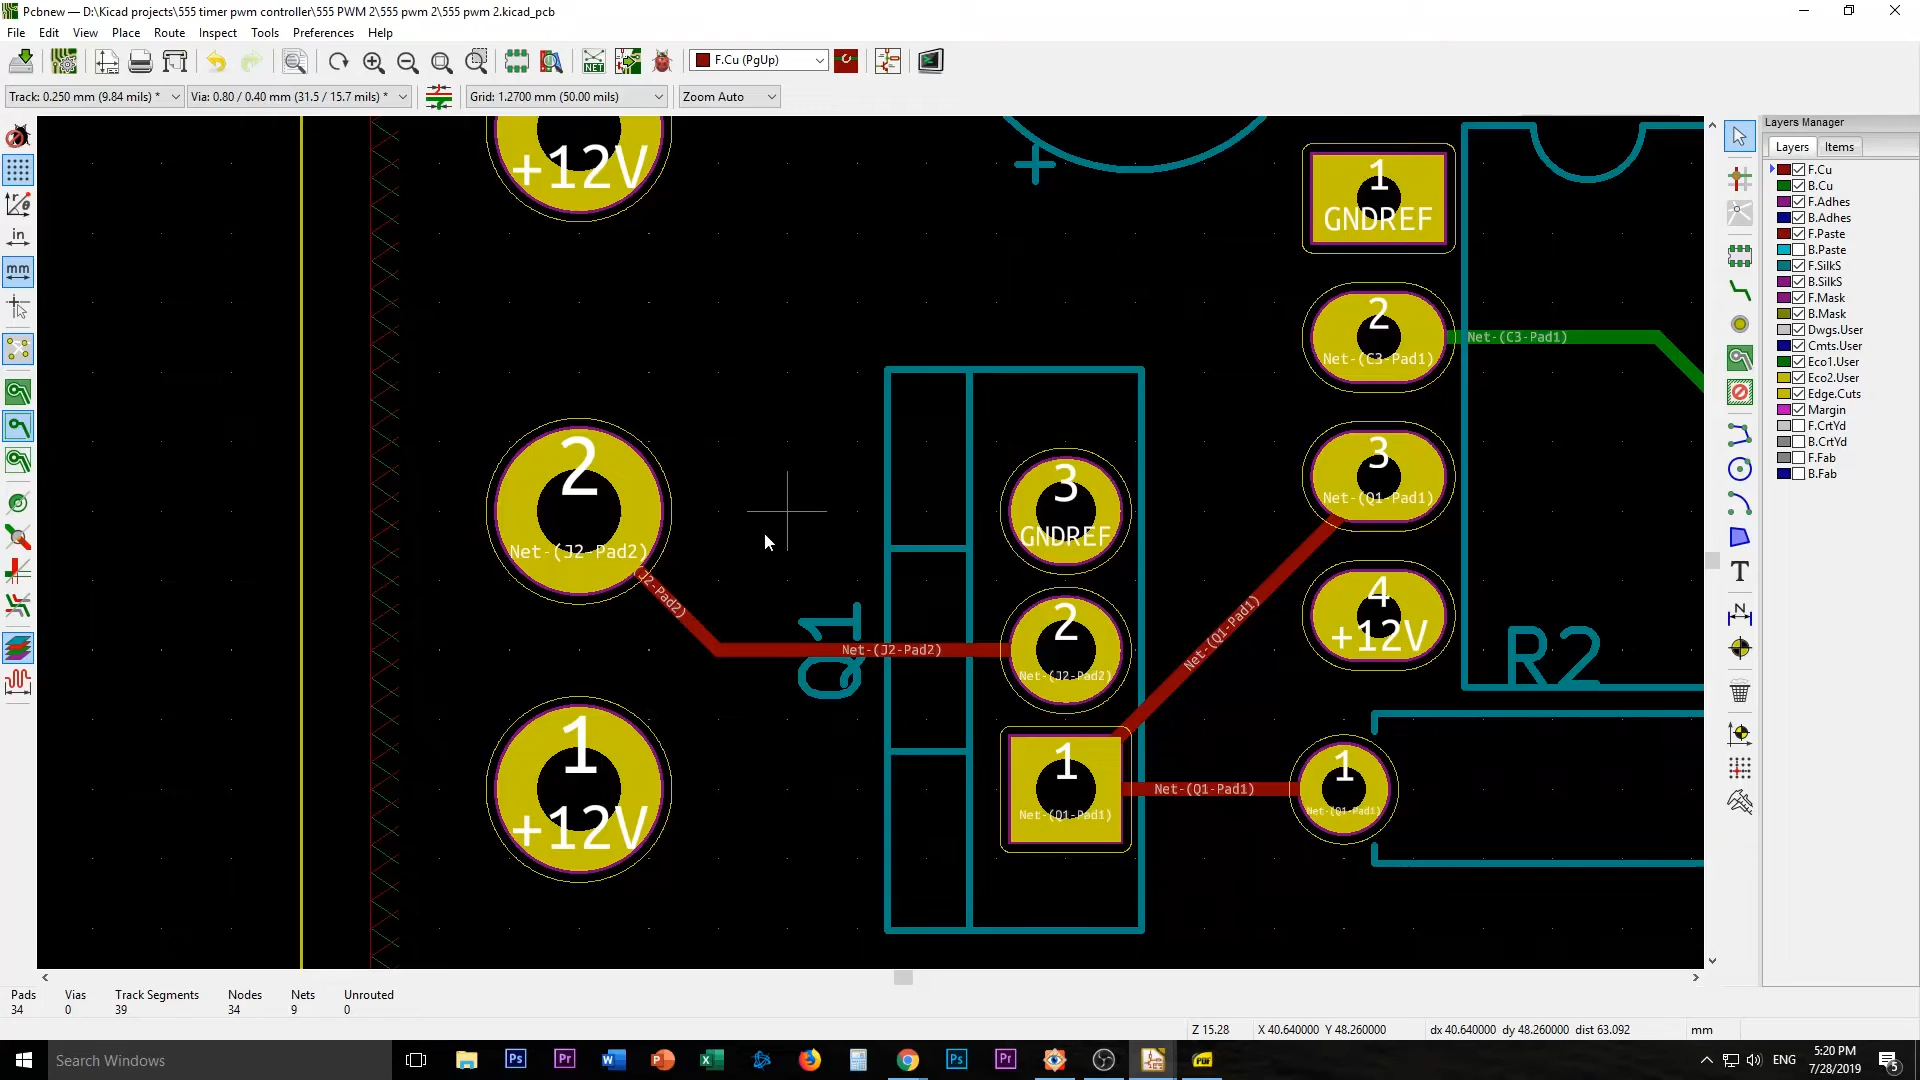 Pcbnew — D:\Kicad projects\555 timer pwm controller\555 PWM 2\555 pwm 2\555 pwm 2.kicad_pcb
File Edit View Place Route Inspect Tools Preferences Help
NET
F.Cu (PgUp)
Track: 0.250 mm (9.84 mils) * Via: 0.80 / 0.40 mm (31.5 / 15.7 mils) * Grid: 1.2700 mm (50.00 mils) Zoom Auto
in
mm
+12V
+
1
GNDREF
2
Net-(C3-Pad1)
Net-(C3-Pad1)
2
Net-(J2-Pad2)
3
GNDREF
3
Net-(Q1-Pad1)
J2-Pad2)
Q1
Net-(J2-Pad2)
2
Net-(J2-Pad2)
Net-(Q1-Pad1)
4
+12V
R2
1
+12V
1
Net-(Q1-Pad1)
Net-(Q1-Pad1)
1
Net-(Q1-Pad1)
T
N
Layers Manager
Layers Items
F.Cu
B.Cu
F.Adhes
B.Adhes
F.Paste
B.Paste
F.SilkS
B.SilkS
F.Mask
B.Mask
Dwgs.User
Cmts.User
Eco1.User
Eco2.User
Edge.Cuts
Margin
F.CrtYd
B.CrtYd
F.Fab
B.Fab
Pads Vias Track Segments Nodes Nets Unrouted
34 0 39 34 9 0
Z 15.28 X 40.640000 Y 48.260000 dx 40.640000 dy 48.260000 dist 63.092 mm
Search Windows
Ps
Pr
Ps
Pr
PDF
ENG
5:20 PM
7/28/2019
5